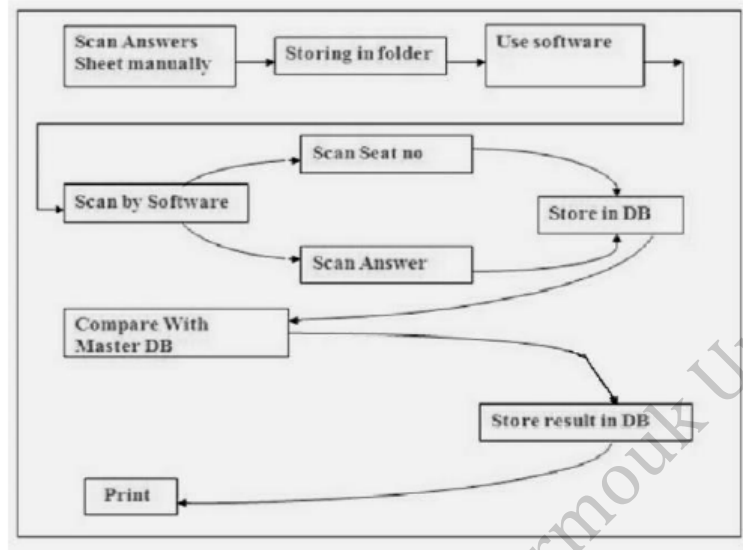 Scan Answers
Sheet manually
Storing in folder
Use software
Scan Seat no
Scan by Software
Store in DB
Scan Answer
Compare With
Master DB
Store result in DB
Print